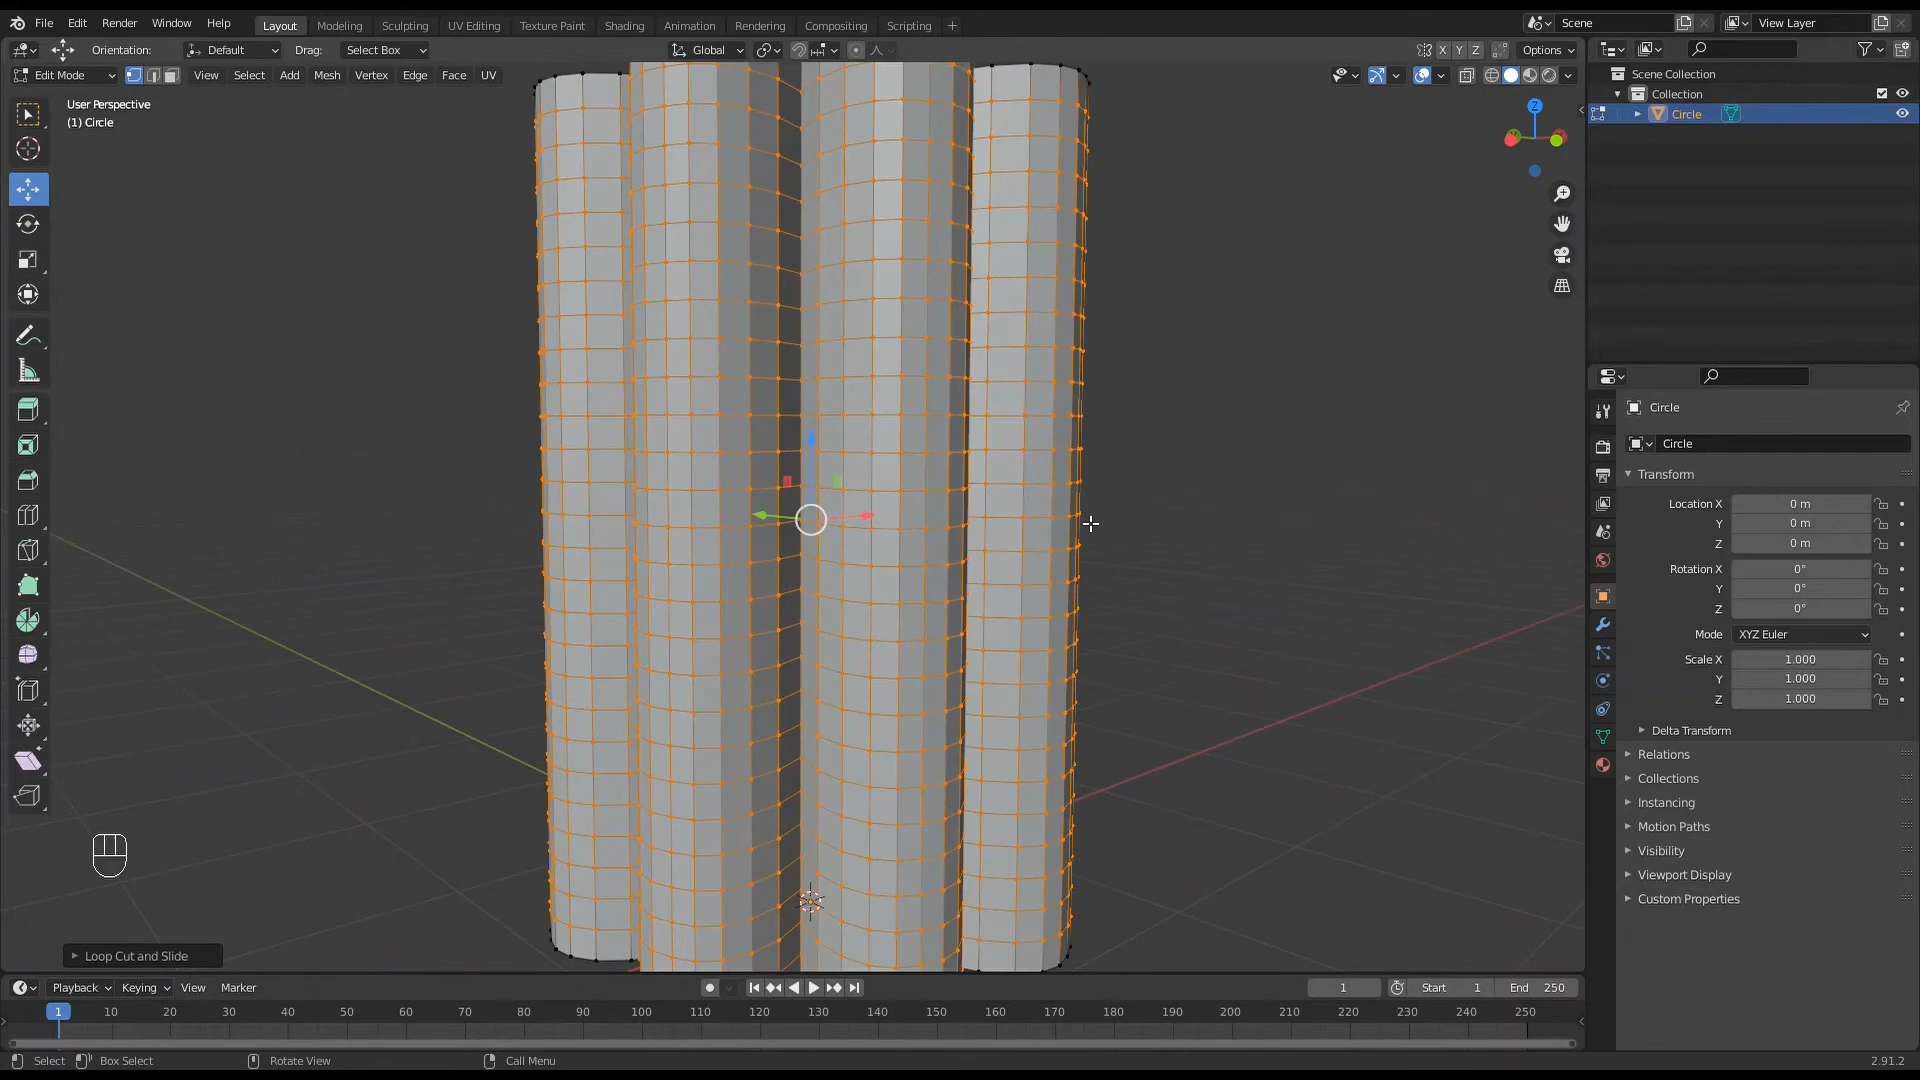 File Edit Render Window Help Layout Modeling Sculpting UV Editing Texture Paint Shading Animation Rendering Compositing Scripting + Scene View Layer
Orientation: Default Drag: Select Box Global X Y Z Options
Edit Mode View Select Add Mesh Vertex Edge Face UV
User Perspective
(1) Circle
Z
Scene Collection
Collection
Circle
Circle
Circle
Transform
Location X 0 m
Y 0 m
Z 0 m
Rotation X 0°
Y 0°
Z 0°
Mode XYZ Euler
Scale X 1.000
Y 1.000
Z 1.000
Delta Transform
Relations
Collections
Instancing
Motion Paths
Visibility
Viewport Display
Custom Properties
Loop Cut and Slide
Playback Keying View Marker 1 Start 1 End 250
1 10 20 30 40 50 60 70 80 90 100 110 120 130 140 150 160 170 180 190 200 210 220 230 240 250
Select Box Select Rotate View Call Menu 2.91.2